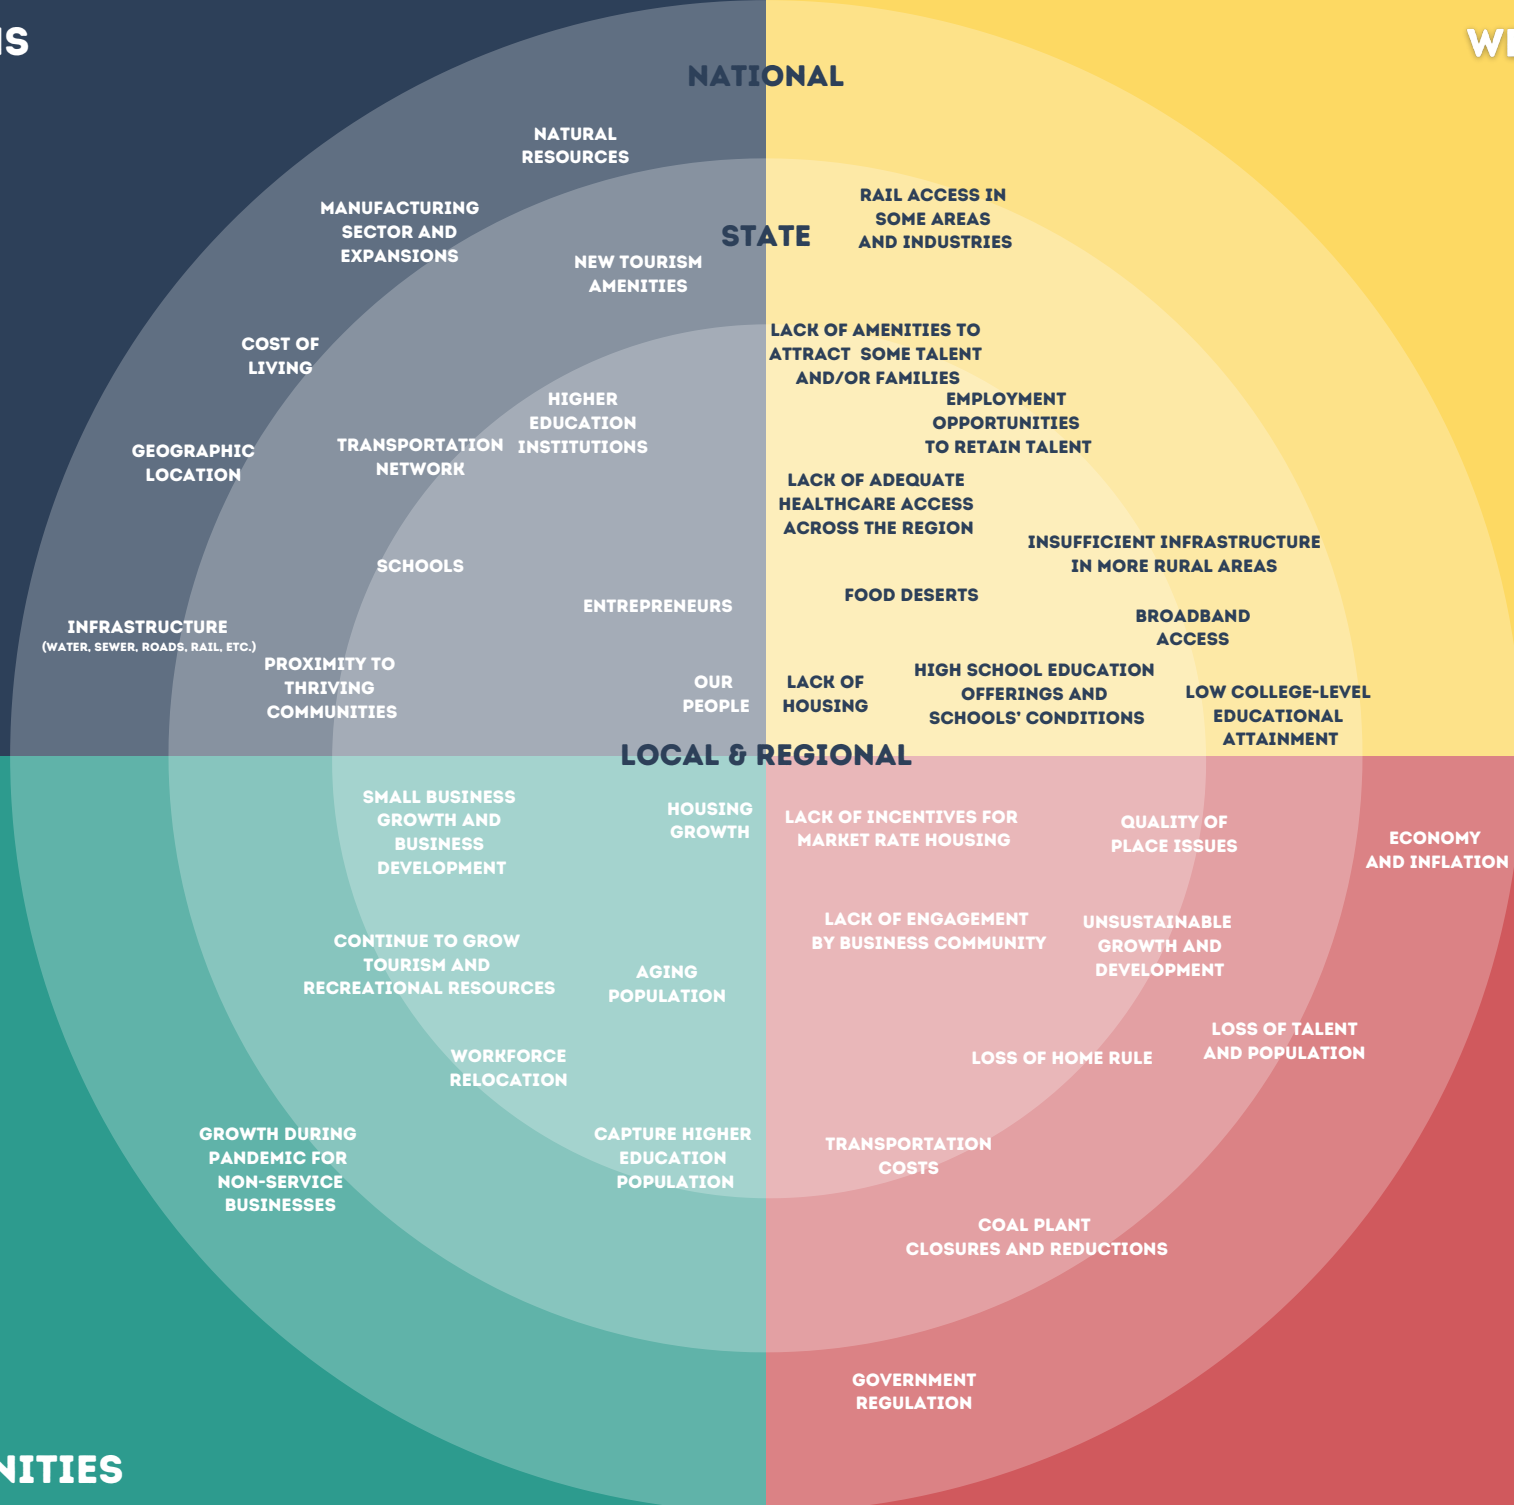 NS
WE
NATIONAL
NATURAL
RESOURCES
MANUFACTURING
SECTOR AND
EXPANSIONS
STATE
NEW TOURISM
AMENITIES
COST OF
LIVING
HIGHER
EDUCATION
INSTITUTIONS
TRANSPORTATION
NETWORK
GEOGRAPHIC
LOCATION
SCHOOLS
ENTREPRENEURS
INFRASTRUCTURE
(WATER, SEWER, ROADS, RAIL, ETC.)
PROXIMITY TO
THRIVING
COMMUNITIES
OUR
PEOPLE
RAIL ACCESS IN
SOME AREAS
AND INDUSTRIES
LACK OF AMENITIES TO
ATTRACT SOME TALENT
AND/OR FAMILIES
EMPLOYMENT
OPPORTUNITIES
TO RETAIN TALENT
LACK OF ADEQUATE
HEALTHCARE ACCESS
ACROSS THE REGION
INSUFFICIENT INFRASTRUCTURE
IN MORE RURAL AREAS
FOOD DESERTS
BROADBAND
ACCESS
LACK OF
HOUSING
HIGH SCHOOL EDUCATION
OFFERINGS AND
SCHOOLS' CONDITIONS
LOW COLLEGE-LEVEL
EDUCATIONAL
ATTAINMENT
LOCAL & REGIONAL
SMALL BUSINESS
GROWTH AND
BUSINESS
DEVELOPMENT
HOUSING
GROWTH
CONTINUE TO GROW
TOURISM AND
RECREATIONAL RESOURCES
AGING
POPULATION
WORKFORCE
RELOCATION
GROWTH DURING
PANDEMIC FOR
NON-SERVICE
BUSINESSES
CAPTURE HIGHER
EDUCATION
POPULATION
LACK OF INCENTIVES FOR
MARKET RATE HOUSING
QUALITY OF
PLACE ISSUES
ECONOMY
AND INFLATION
LACK OF ENGAGEMENT
BY BUSINESS COMMUNITY
UNSUSTAINABLE
GROWTH AND
DEVELOPMENT
LOSS OF TALENT
AND POPULATION
LOSS OF HOME RULE
TRANSPORTATION
COSTS
COAL PLANT
CLOSURES AND REDUCTIONS
GOVERNMENT
REGULATION
NITIES